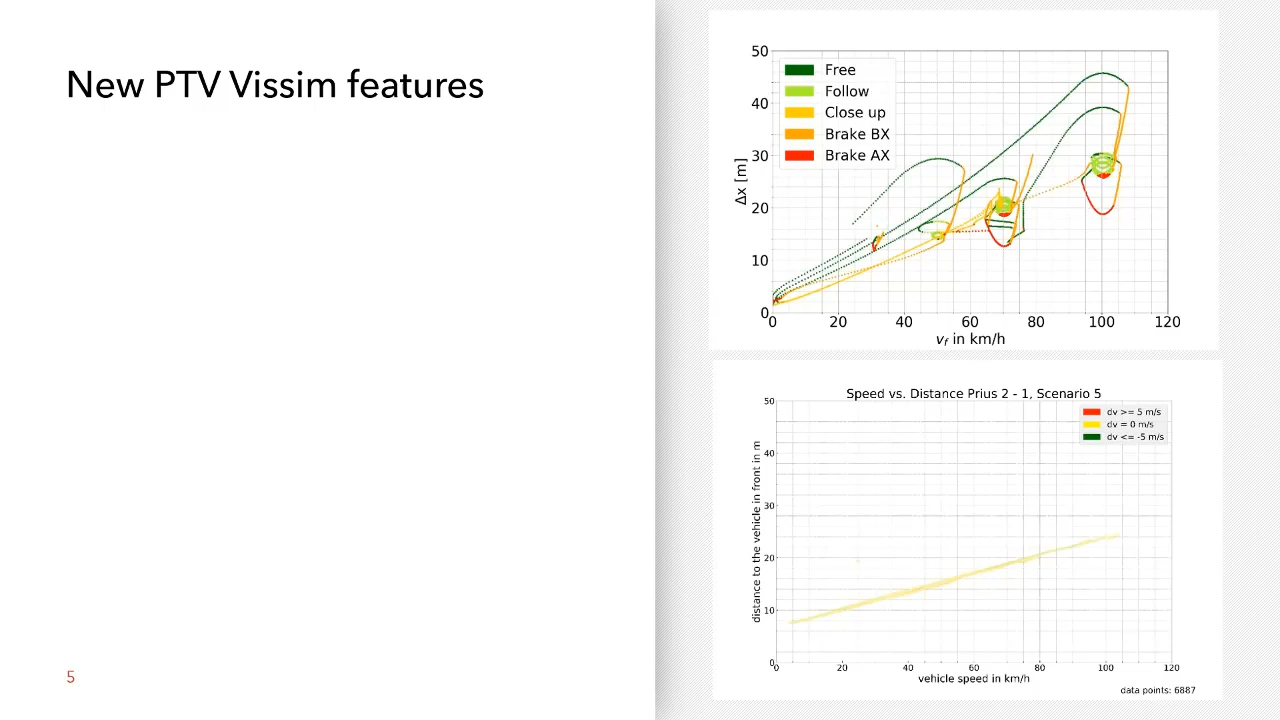 New PTV Vissim features
5
50
40
30
20
10
0
Δx [m]
Free
Follow
Close up
Brake BX
Brake AX
0 20 40 60 80 100 120
vf in km/h
Speed vs. Distance Prius 2 - 1, Scenario 5
50
40
30
20
10
0
distance to the vehicle in front in m
dv >= 5 m/s
dv = 0 m/s
dv <= -5 m/s
0 20 40 60 80 100 120
vehicle speed in km/h
data points: 6887